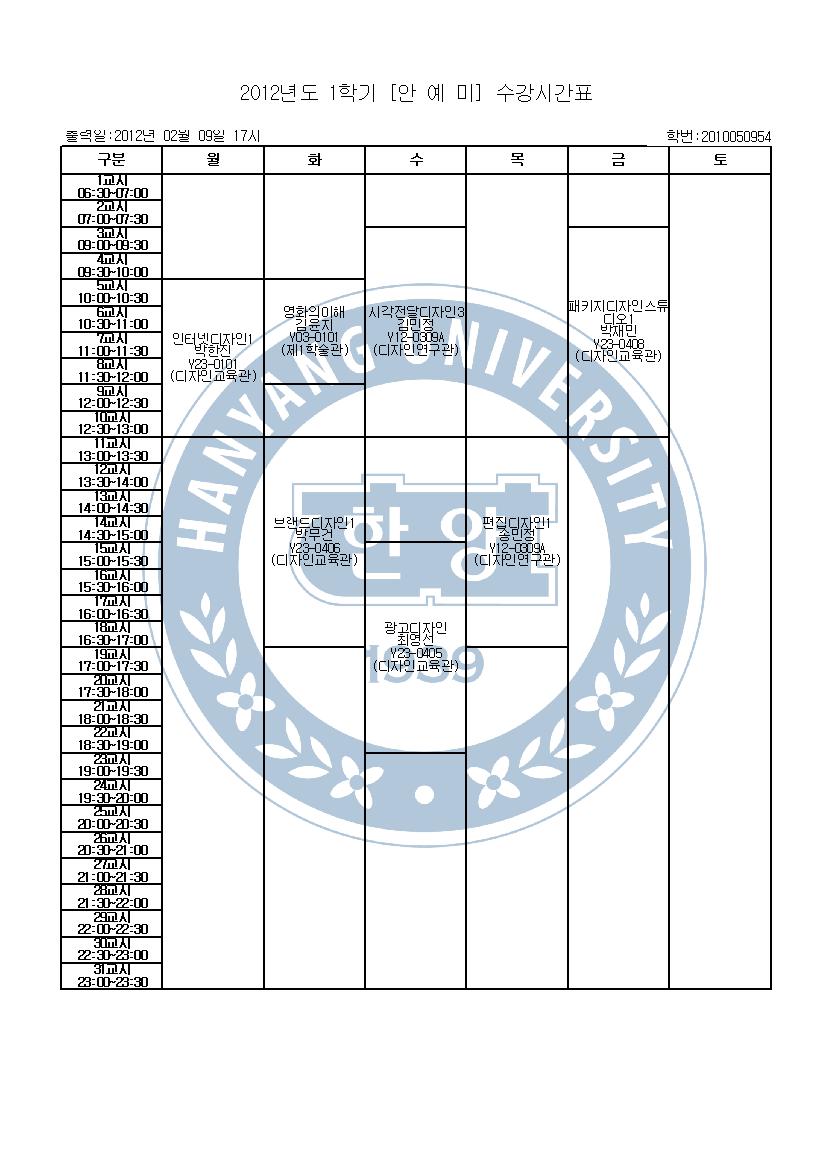 2012년도 1학기 [안 예 미] 수강시간표
출력일:2012년 02월 09일 17시
학번:2010050954
구분 월 화 수 목 금 토
1교시
06:30~07:00
2교시
07:00~07:30
3교시
09:00~09:30
4교시
09:30~10:00
5교시
10:00~10:30
6교시
10:30~11:00
7교시
11:00~11:30
8교시
11:30~12:00
9교시
12:00~12:30
10교시
12:30~13:00
11교시
13:00~13:30
12교시
13:30~14:00
13교시
14:00~14:30
14교시
14:30~15:00
15교시
15:00~15:30
16교시
15:30~16:00
17교시
16:00~16:30
18교시
16:30~17:00
19교시
17:00~17:30
20교시
17:30~18:00
21교시
18:00~18:30
22교시
18:30~19:00
23교시
19:00~19:30
24교시
19:30~20:00
25교시
20:00~20:30
26교시
20:30~21:00
27교시
21:00~21:30
28교시
21:30~22:00
29교시
22:00~22:30
30교시
22:30~23:00
31교시
23:00~23:30
인터넷디자인1
박한진
Y23-0101
(디자인교육관)
영화의이해
김윤지
Y03-0101
(제1학술관)
브랜드디자인1
박무건
Y23-0406
(디자인교육관)
시각전달디자인3
김민정
Y12-0309A
(디자인연구관)
광고디자인
최영선
Y23-0405
(디자인교육관)
편집디자인1
송민정
Y12-0309A
(디자인연구관)
패키지디자인스튜
디오1
박재민
Y23-0408
(디자인교육관)
HANYANG UNIVERSITY
한양
1939